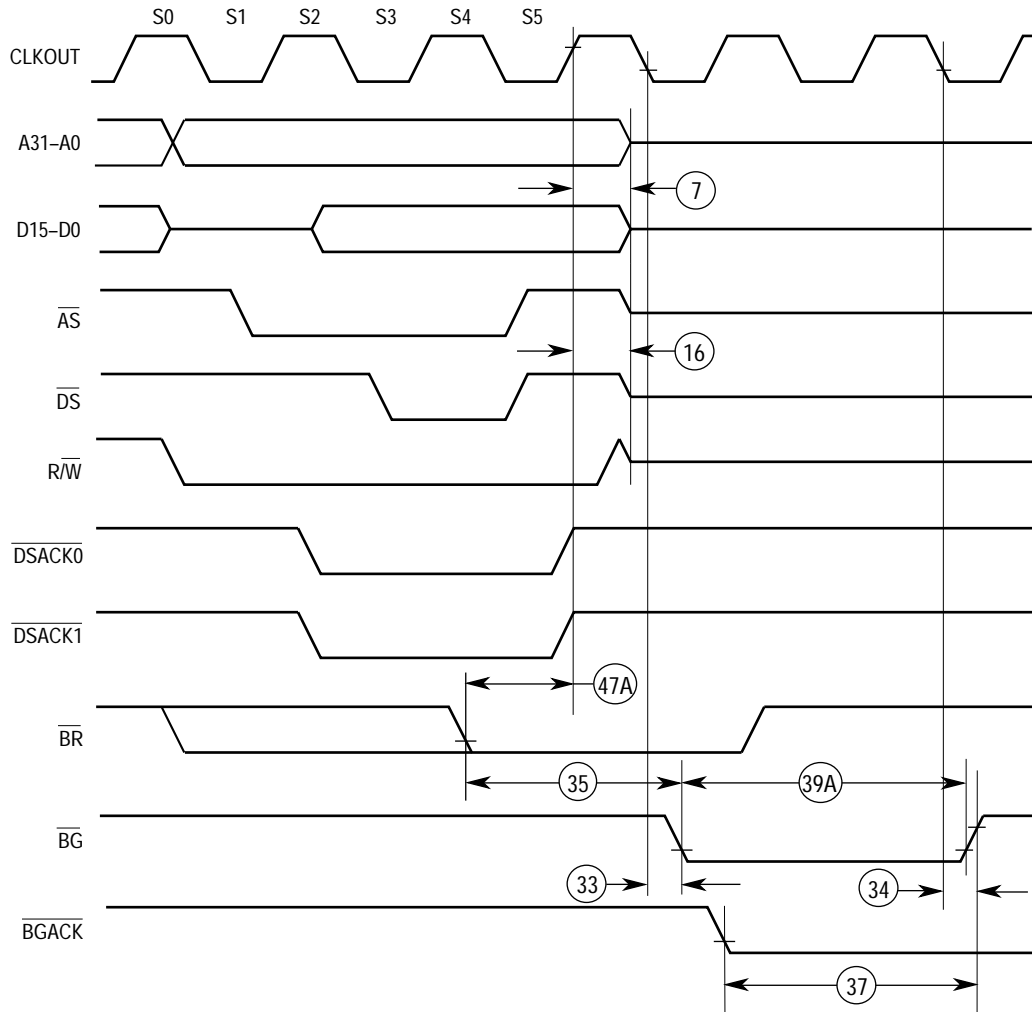 S0 S1 S2 S3 S4 S5
CLKOUT
A31–A0
7
D15–D0
AS
16
DS
R/W
DSACK0
DSACK1
47A
BR
35 39A
BG
33 34
BGACK
37